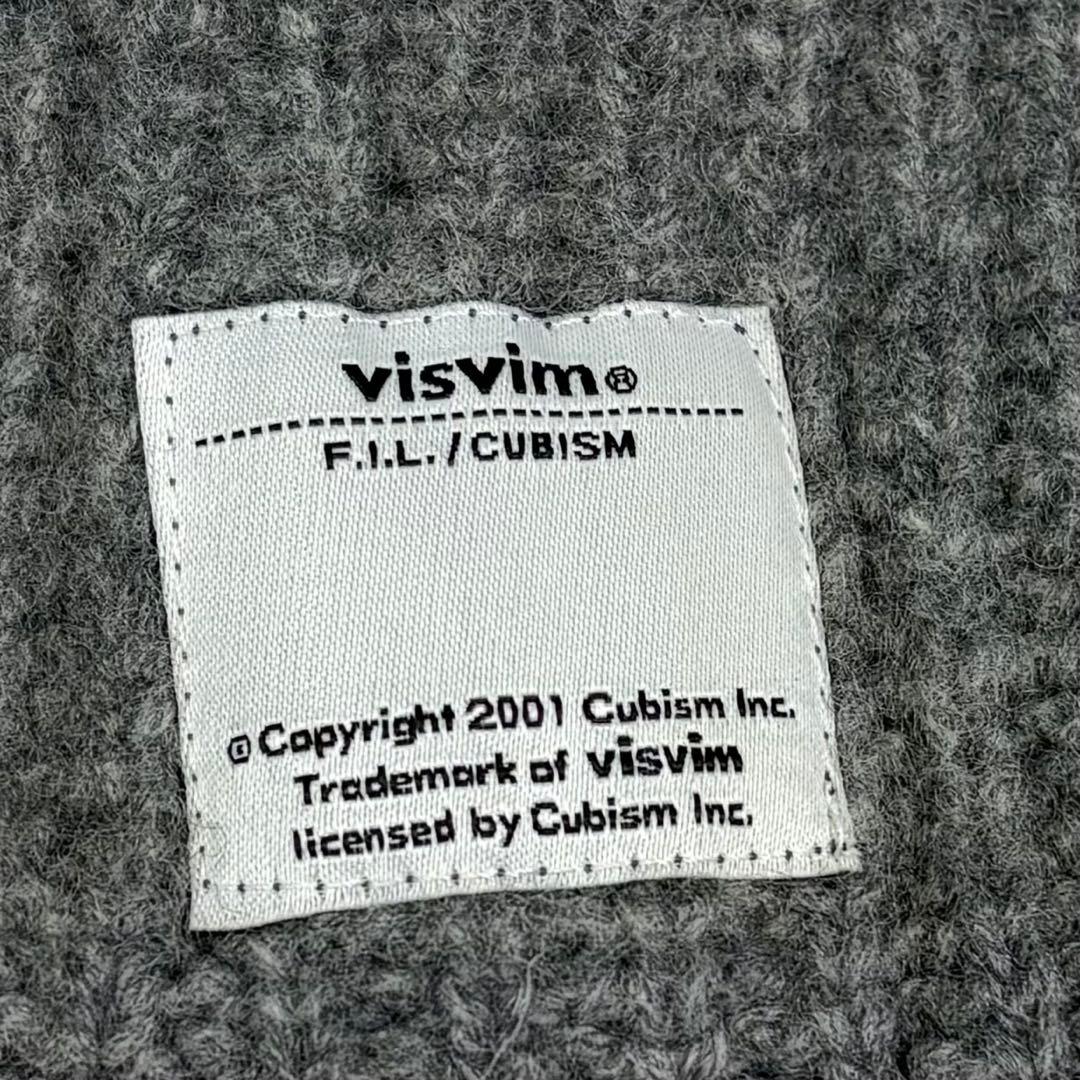 visvim®
F.I.L./CUBISM
©Copyright 2001 Cubism Inc.
Trademark of visvim
licensed by Cubism Inc.